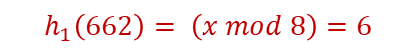 h₁(662) = (x mod 8) = 6